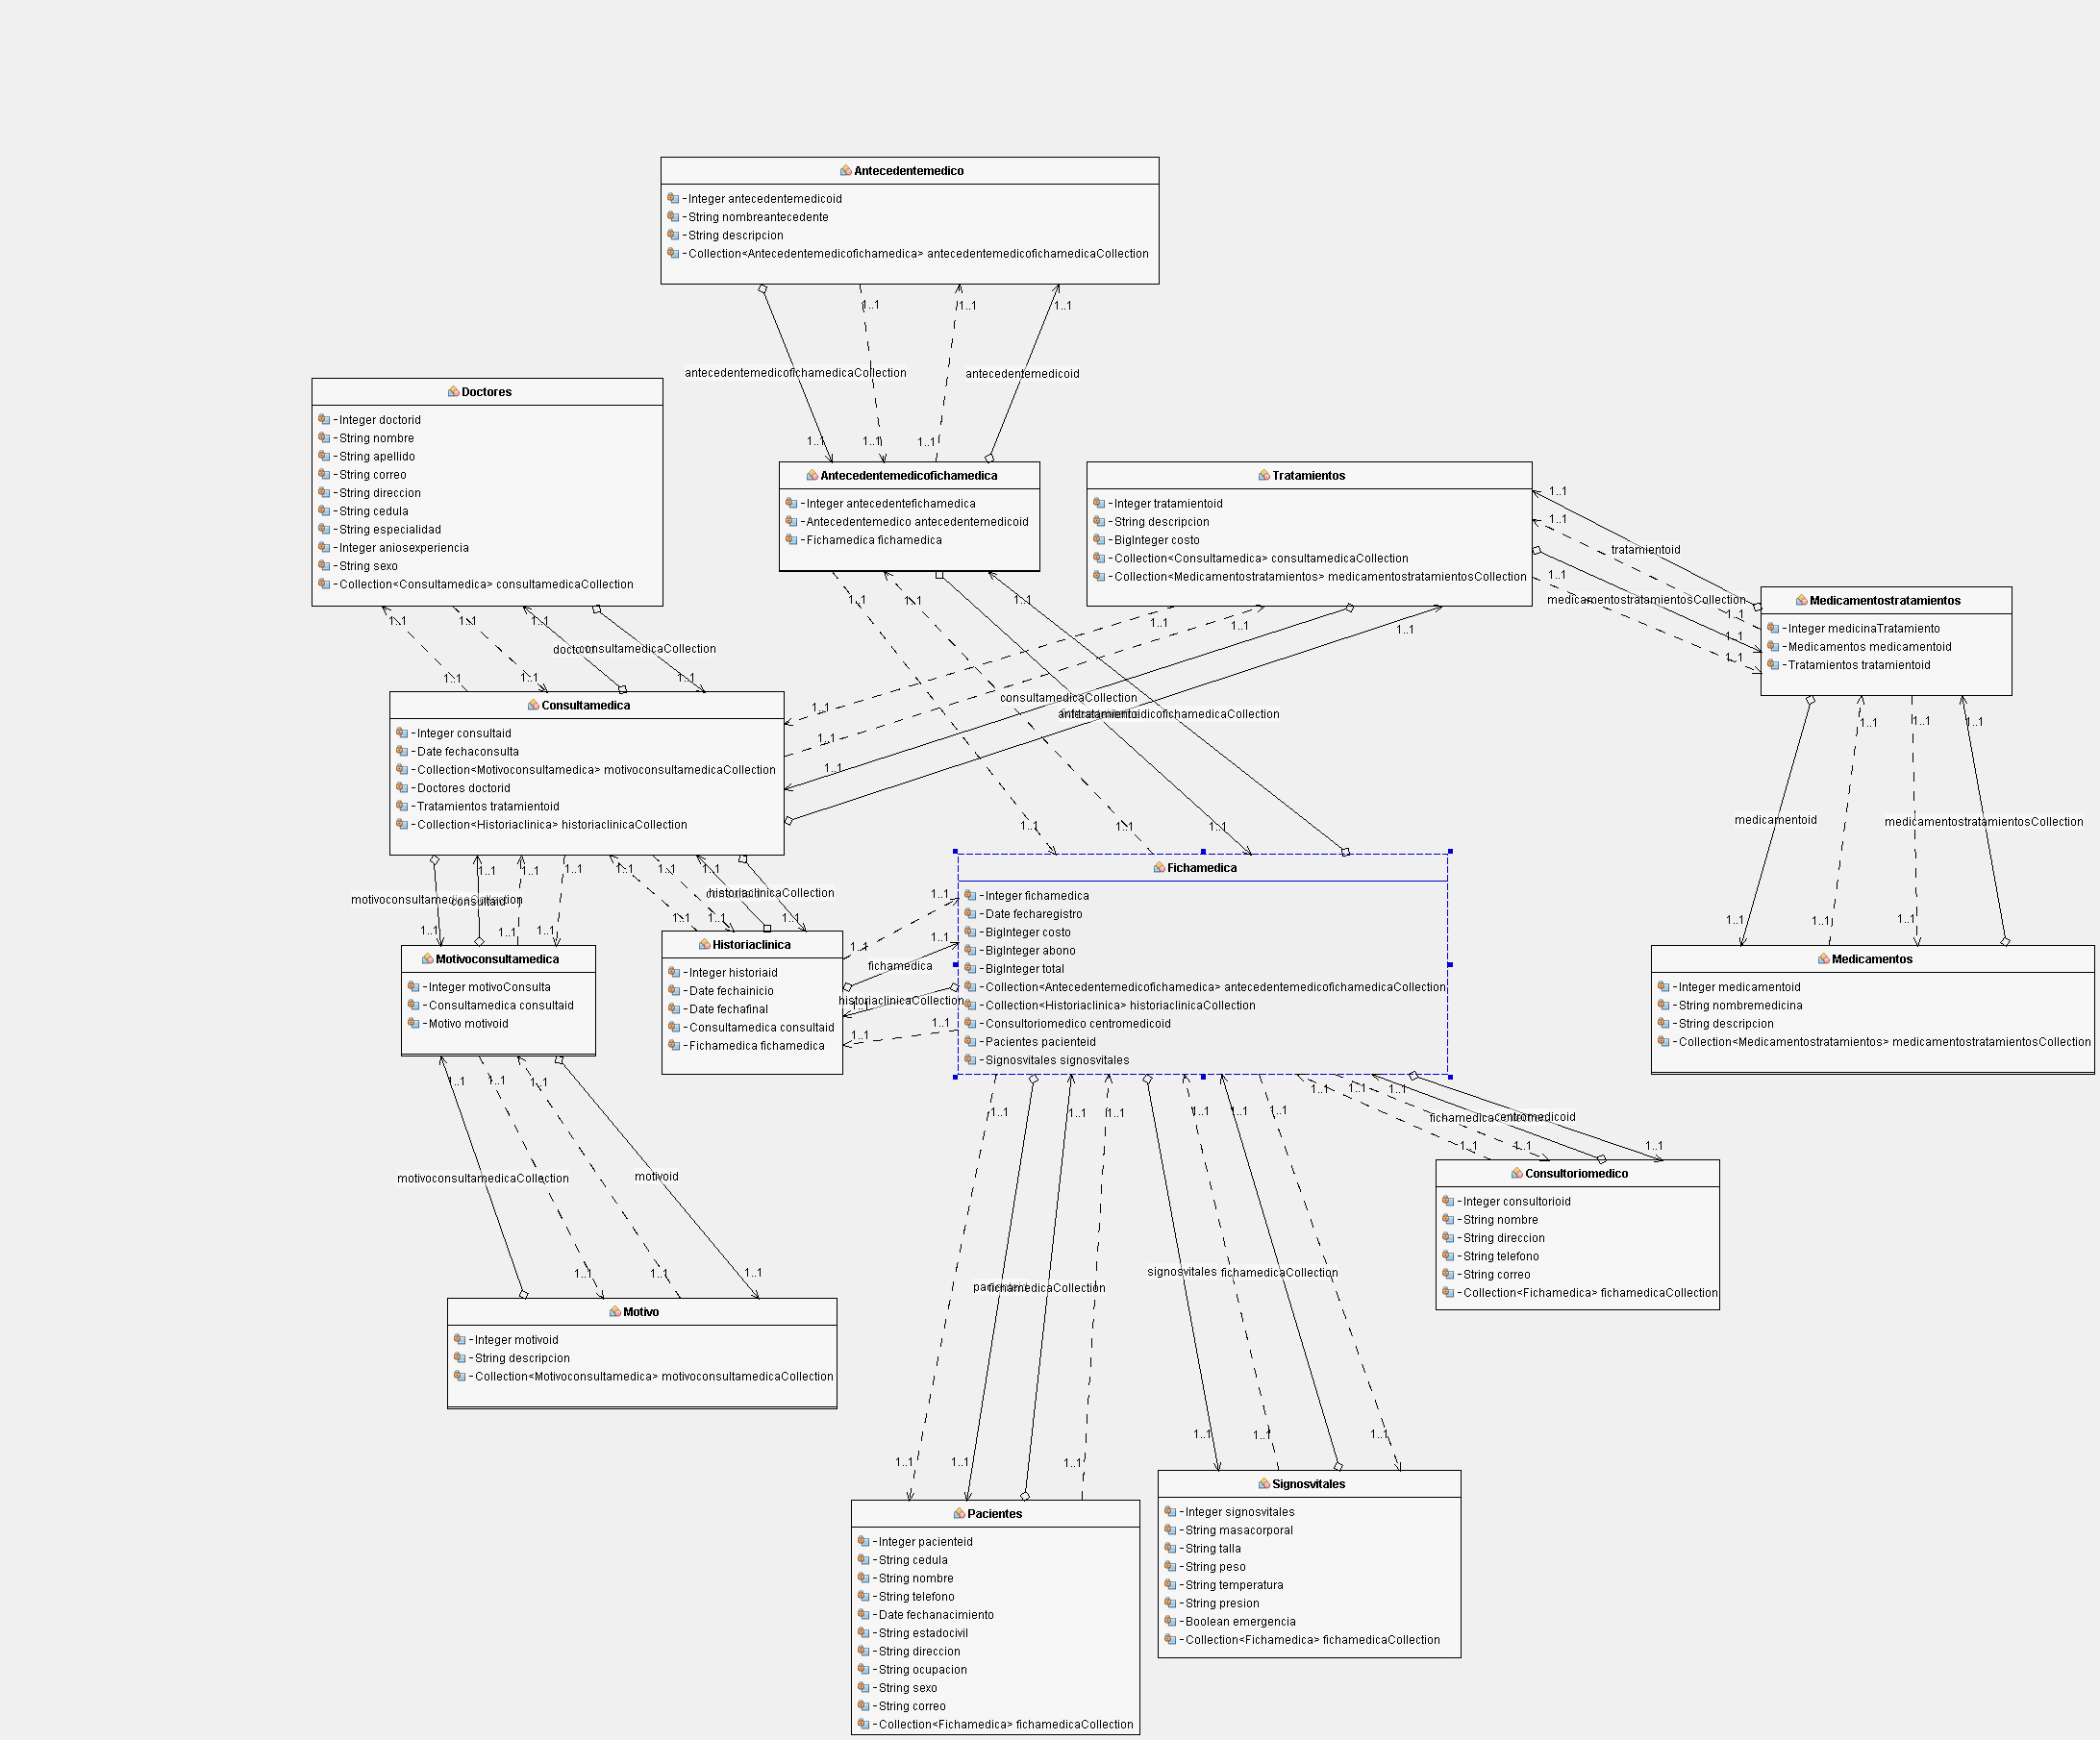 Antecedentemedico
-Integer antecedentemedicoid
-String nombreantecedente
-String descripcion
-Collection<Antecedentemedicofichamedica> antecedentemedicofichamedicaCollection
1..1
1..1
1..1
antecedentemedicofichamedicaCollection
antecedentemedicoid
1..1
1..1
1..1
Doctores
-Integer doctorid
-String nombre
-String apellido
-String correo
-String direccion
-String cedula
-String especialidad
-Integer aniosexperiencia
-String sexo
-Collection<Consultamedica> consultamedicaCollection
Antecedentemedicofichamedica
-Integer antecedentefichamedica
-Antecedentemedico antecedentemedicoid
-Fichamedica fichamedica
Tratamientos
-Integer tratamientoid
-String descripcion
-BigInteger costo
-Collection<Consultamedica> consultamedicaCollection
-Collection<Medicamentostratamientos> medicamentostratamientosCollection
1..1
1..1
tratamientoid
1..1
medicamentostratamientosCollection
1..1
1..1
1..1
Medicamentostratamientos
-Integer medicinaTratamiento
-Medicamentos medicamentoid
-Tratamientos tratamientoid
1..1
1..1
1..1
1..1
1..1
1..1
1..1
1..1
1..1
consultamedicaCollection
1..1
1..1
1..1
Consultamedica
-Integer consultaid
-Date fechaconsulta
-Collection<Motivoconsultamedica> motivoconsultamedicaCollection
-Doctores doctorid
-Tratamientos tratamientoid
-Collection<Historiaclinica> historiaclinicaCollection
consultamedicaCollection
1..1
1..1
1..1
1..1
1..1
1..1
1..1
1..1
1..1
medicamentoid
medicamentostratamientosCollection
1..1
1..1
1..1
1..1
1..1
1..1
1..1
1..1
1..1
historiaclinicaCollection
1..1
1..1
1..1
1..1
1..1
1..1
Motivoconsultamedica
-Integer motivoConsulta
-Consultamedica consultaid
-Motivo motivoid
Historiaclinica
-Integer historiaid
-Date fechainicio
-Date fechafinal
-Consultamedica consultaid
-Fichamedica fichamedica
1..1
1..1
1..1
fichamedica
historiaclinicaCollection
1..1
1..1
Fichamedica
-Integer fichamedica
-Date fecharegistro
-BigInteger costo
-BigInteger abono
-BigInteger total
-Collection<Antecedentemedicofichamedica> antecedentemedicofichamedicaCollection
-Collection<Historiaclinica> historiaclinicaCollection
-Consultoriomedico centromedicoid
-Pacientes pacienteid
-Signosvitales signosvitales
1..1
1..1
1..1
Medicamentos
-Integer medicamentoid
-String nombremedicina
-String descripcion
-Collection<Medicamentostratamientos> medicamentostratamientosCollection
1..1
1..1
1..1
motivoconsultamedicaCollection
motivoid
1..1
1..1
1..1
Motivo
-Integer motivoid
-String descripcion
-Collection<Motivoconsultamedica> motivoconsultamedicaCollection
1..1
1..1
1..1
1..1
1..1
1..1
1..1
1..1
1..1
centromedicoid
1..1
1..1
1..1
Consultoriomedico
-Integer consultorioid
-String nombre
-String direccion
-String telefono
-String correo
-Collection<Fichamedica> fichamedicaCollection
fichamedicaCollection
signosvitales
fichamedicaCollection
1..1
1..1
1..1
1..1
1..1
1..1
Pacientes
-Integer pacienteid
-String cedula
-String nombre
-String telefono
-Date fechanacimiento
-String estadocivil
-String direccion
-String ocupacion
-String sexo
-String correo
-Collection<Fichamedica> fichamedicaCollection
Signosvitales
-Integer signosvitales
-String masacorporal
-String talla
-String peso
-String temperatura
-String presion
-Boolean emergencia
-Collection<Fichamedica> fichamedicaCollection